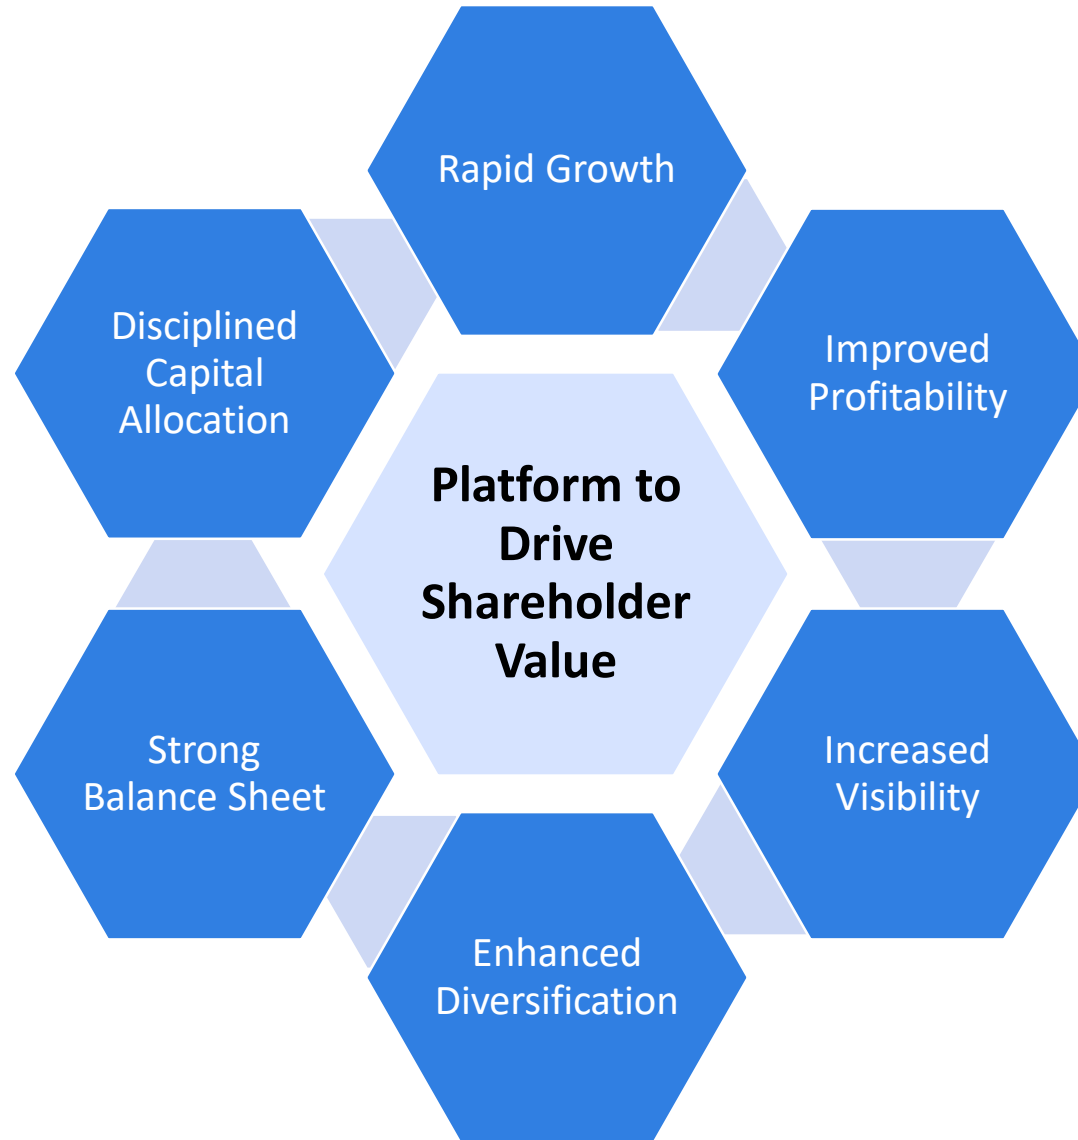 Rapid Growth
Improved
Profitability
Increased
Visibility
Enhanced
Diversification
Strong
Balance Sheet
Disciplined
Capital
Allocation
Platform to
Drive
Shareholder
Value